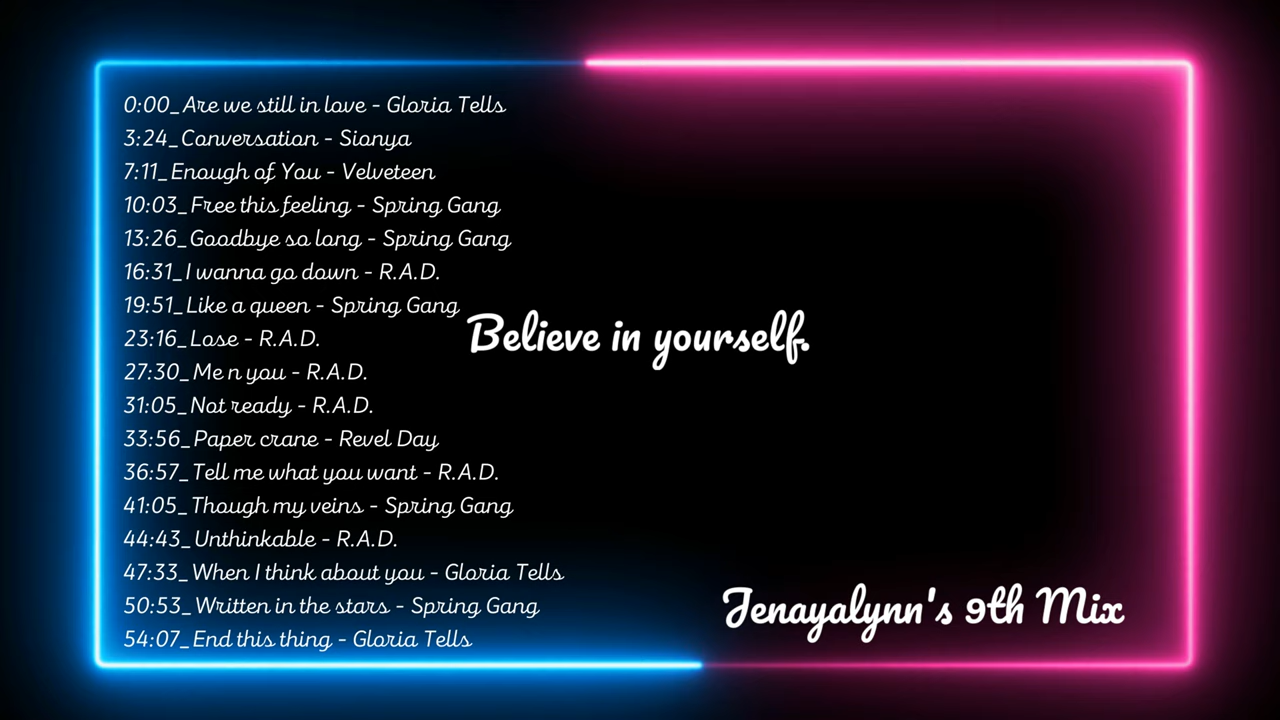 0:00_Are we still in love - Gloria Tells
3:24_Conversation - Sionya
7:11_Enough of You - Velveteen
10:03_Free this feeling - Spring Gang
13:26_Goodbye so long - Spring Gang
16:31_I wanna go down - R.A.D.
19:51_Like a queen - Spring Gang
23:16_Lose - R.A.D.
27:30_Me n you - R.A.D.
31:05_Not ready - R.A.D.
33:56_Paper crane - Revel Day
36:57_Tell me what you want - R.A.D.
41:05_Though my veins - Spring Gang
44:43_Unthinkable - R.A.D.
47:33_When I think about you - Gloria Tells
50:53_Written in the stars - Spring Gang
54:07_End this thing - Gloria Tells
Believe in yourself.
Jenayalynn's 9th Mix